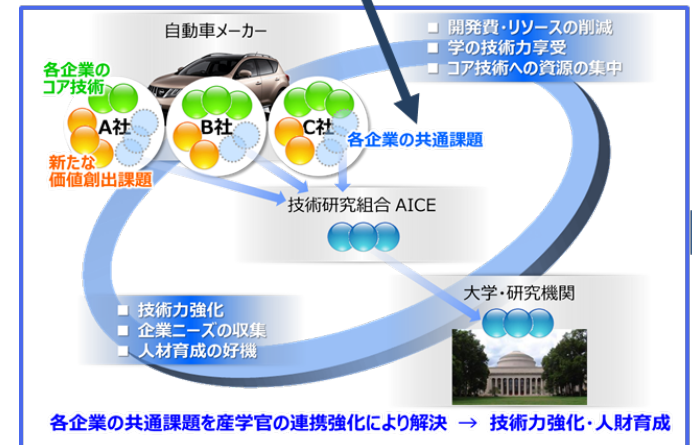 自動車メーカー
■ 開発費・リソースの削減
■ 学の技術力享受
■ コア技術への資源の集中
各企業の
コア技術
A社
B社
C社
各企業の共通課題
新たな
価値創出課題
技術研究組合 AICE
大学・研究機関
■ 技術力強化
■ 企業ニーズの収集
■ 人材育成の好機
各企業の共通課題を産学官の連携強化により解決 → 技術力強化・人財育成